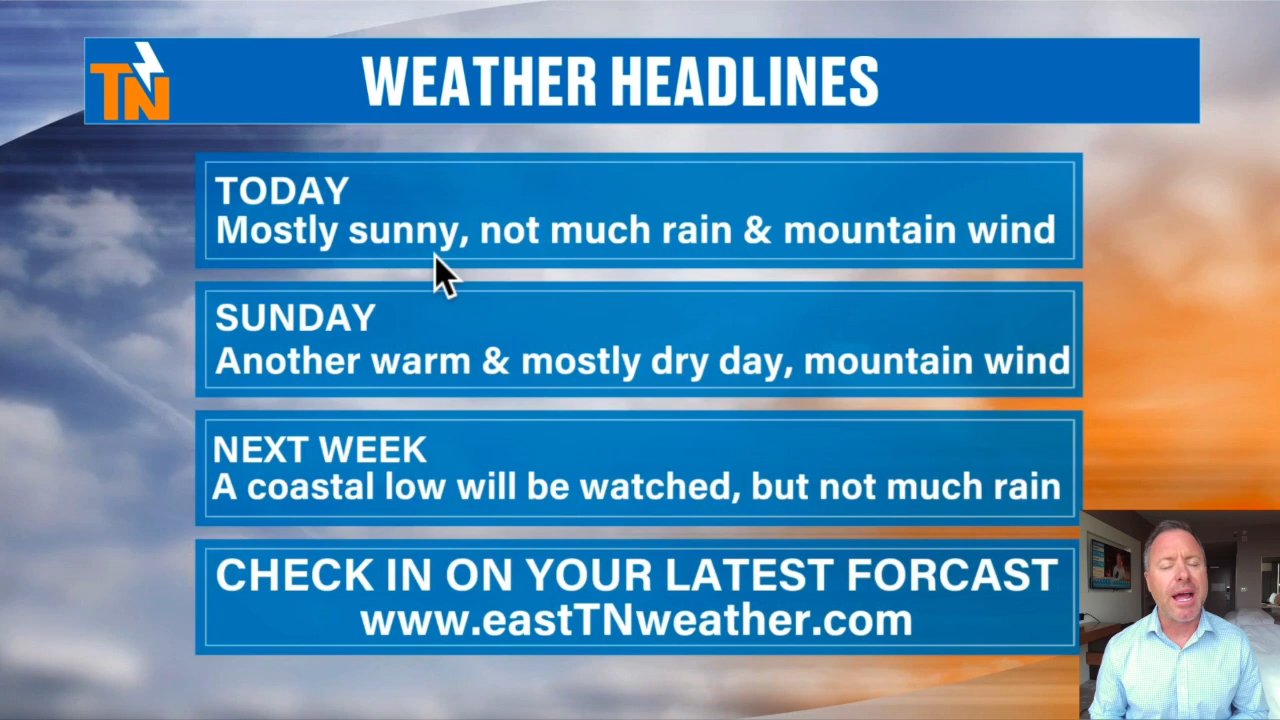 TN
WEATHER HEADLINES
TODAY
Mostly sunny, not much rain & mountain wind
SUNDAY
Another warm & mostly dry day, mountain wind
NEXT WEEK
A coastal low will be watched, but not much rain
CHECK IN ON YOUR LATEST FORCAST
www.eastTNweather.com